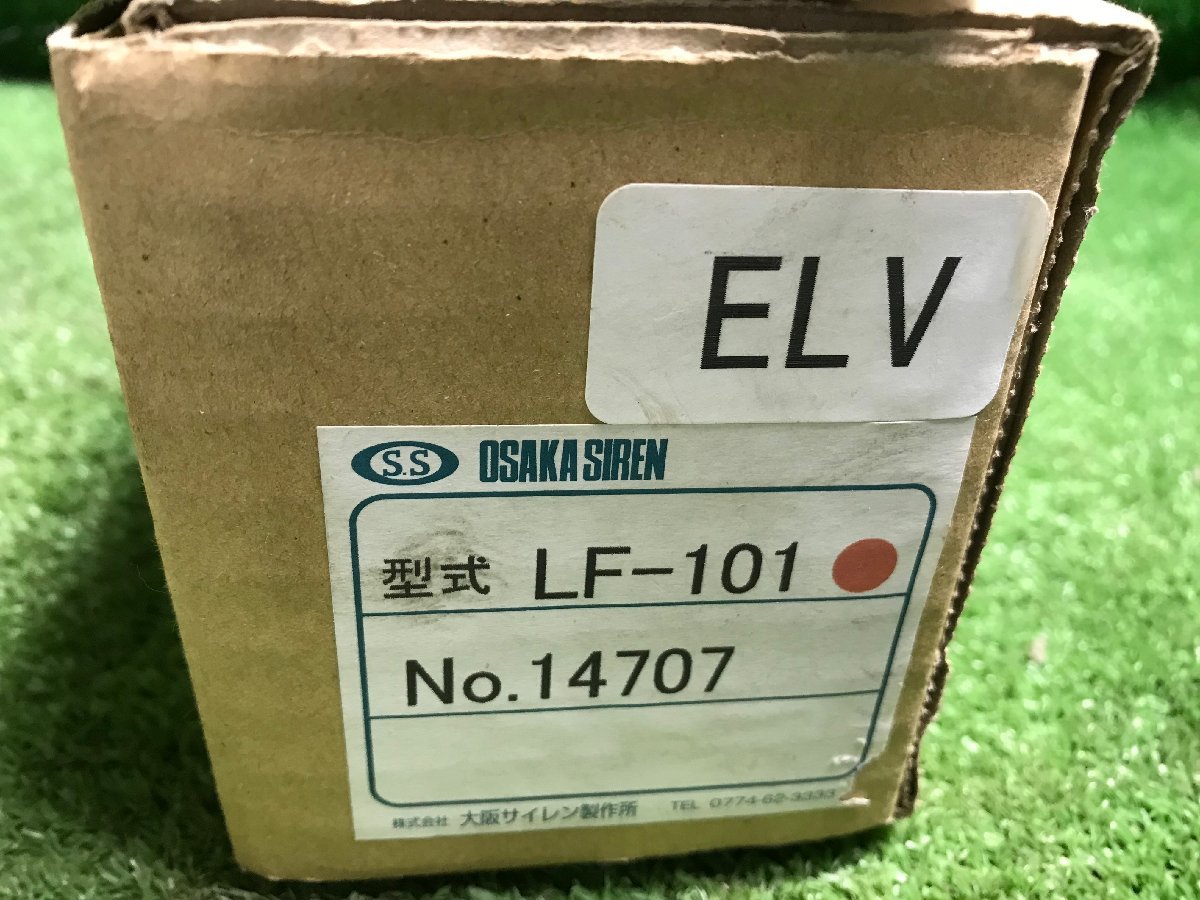 ELV
S.S OSAKA SIREN
型式 LF-101
No.14707
株式会社 大阪サイレン製作所 TEL 0774-62-3333